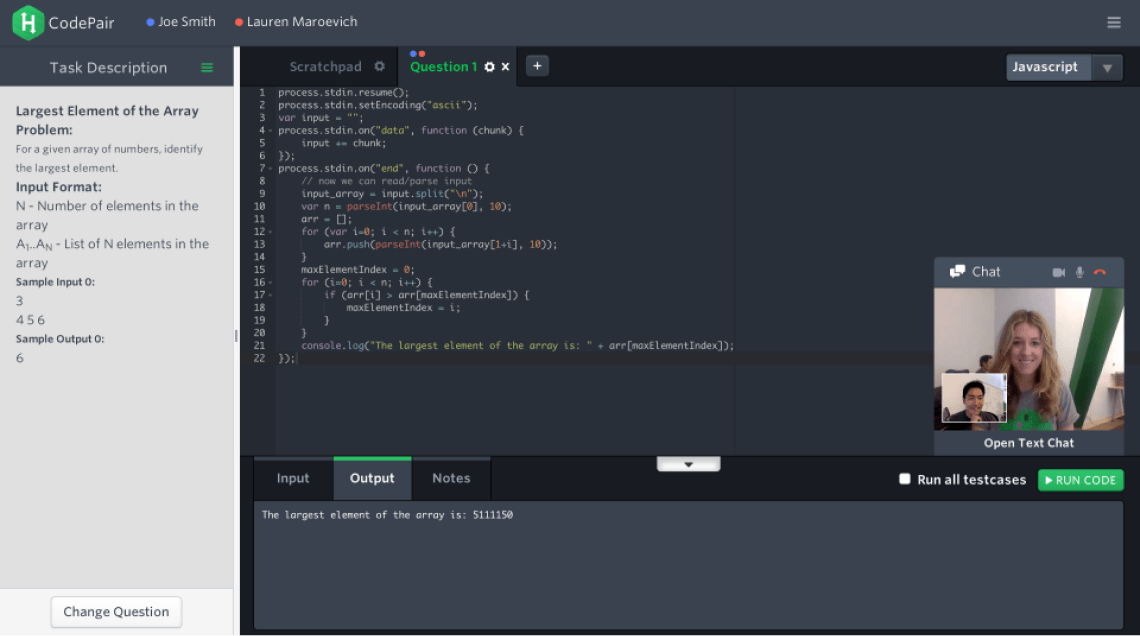 CodePair
Joe Smith
Lauren Maroevich
Task Description
Scratchpad
Question 1
x
+
Javascript
Largest Element of the Array
Problem:
For a given array of numbers, identify
the largest element.
Input Format:
N - Number of elements in the
array
A1..AN - List of N elements in the
array
Sample Input 0:
3
4 5 6
Sample Output 0:
6
Change Question
1 process.stdin.resume();
2 process.stdin.setEncoding("ascii");
3 var input = "";
4 process.stdin.on("data", function (chunk) {
5     input += chunk;
6 });
7 process.stdin.on("end", function () {
8     // now we can read/parse input
9     input_array = input.split("\n");
10     var n = parseInt(input_array[0], 10);
11     arr = [];
12     for (var i=0; i < n; i++) {
13         arr.push(parseInt(input_array[1+i], 10));
14     }
15     maxElementIndex = 0;
16     for (i=0; i < n; i++) {
17         if (arr[i] > arr[maxElementIndex]) {
18             maxElementIndex = i;
19         }
20     }
21     console.log("The largest element of the array is: " + arr[maxElementIndex]);
22 });
Chat
Open Text Chat
Input
Output
Notes
Run all testcases
RUN CODE
The largest element of the array is: 5111150